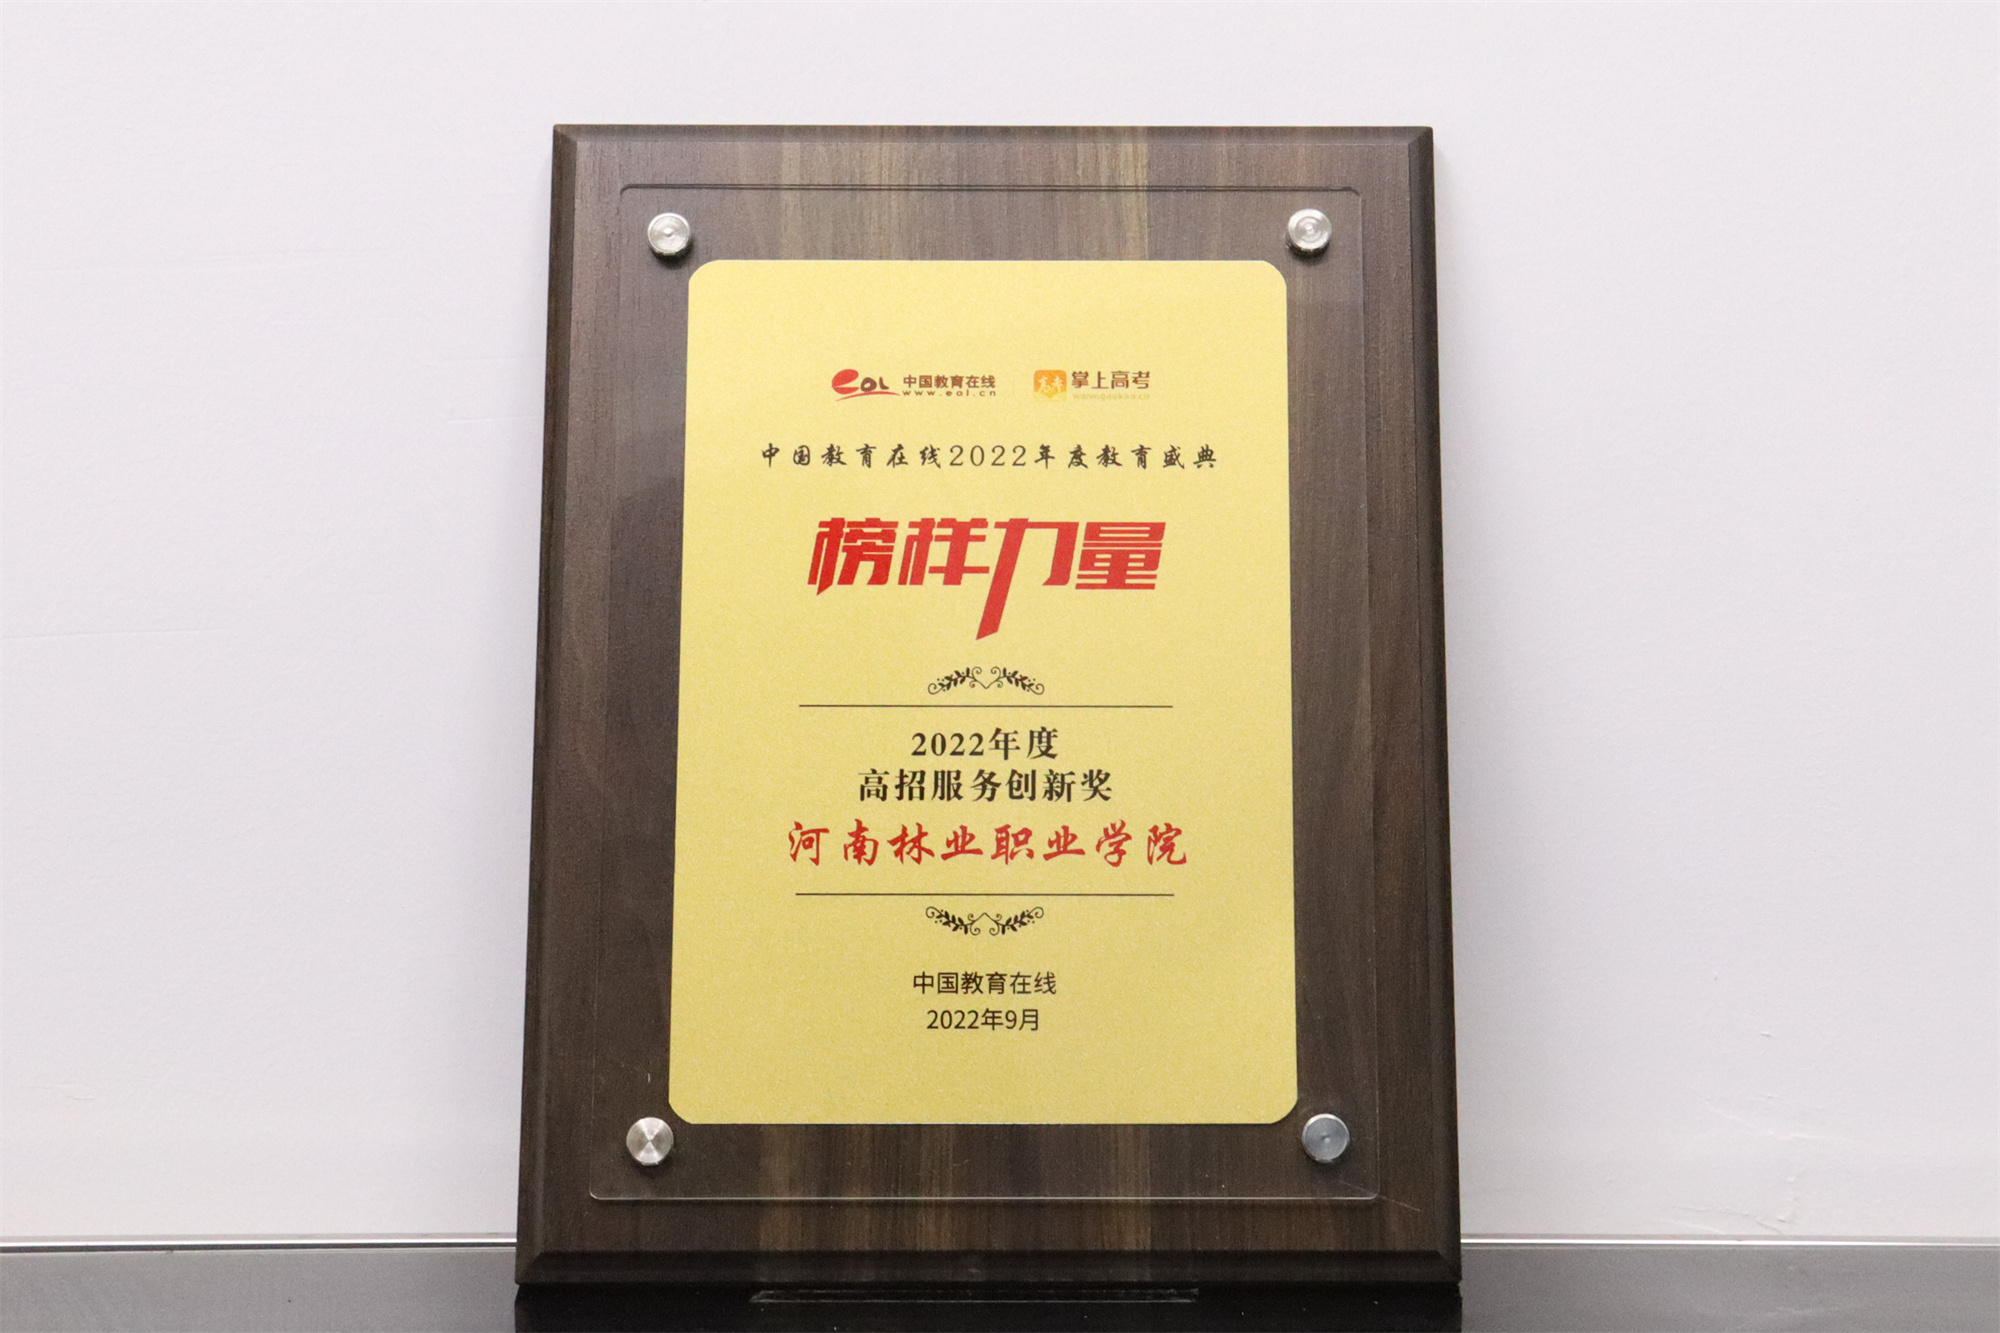 eol 中国教育在线 掌上高考
www.eol.cn
中国教育在线2022年度教育盛典
榜样力量
2022年度
高招服务创新奖
河南林业职业学院
中国教育在线
2022年9月